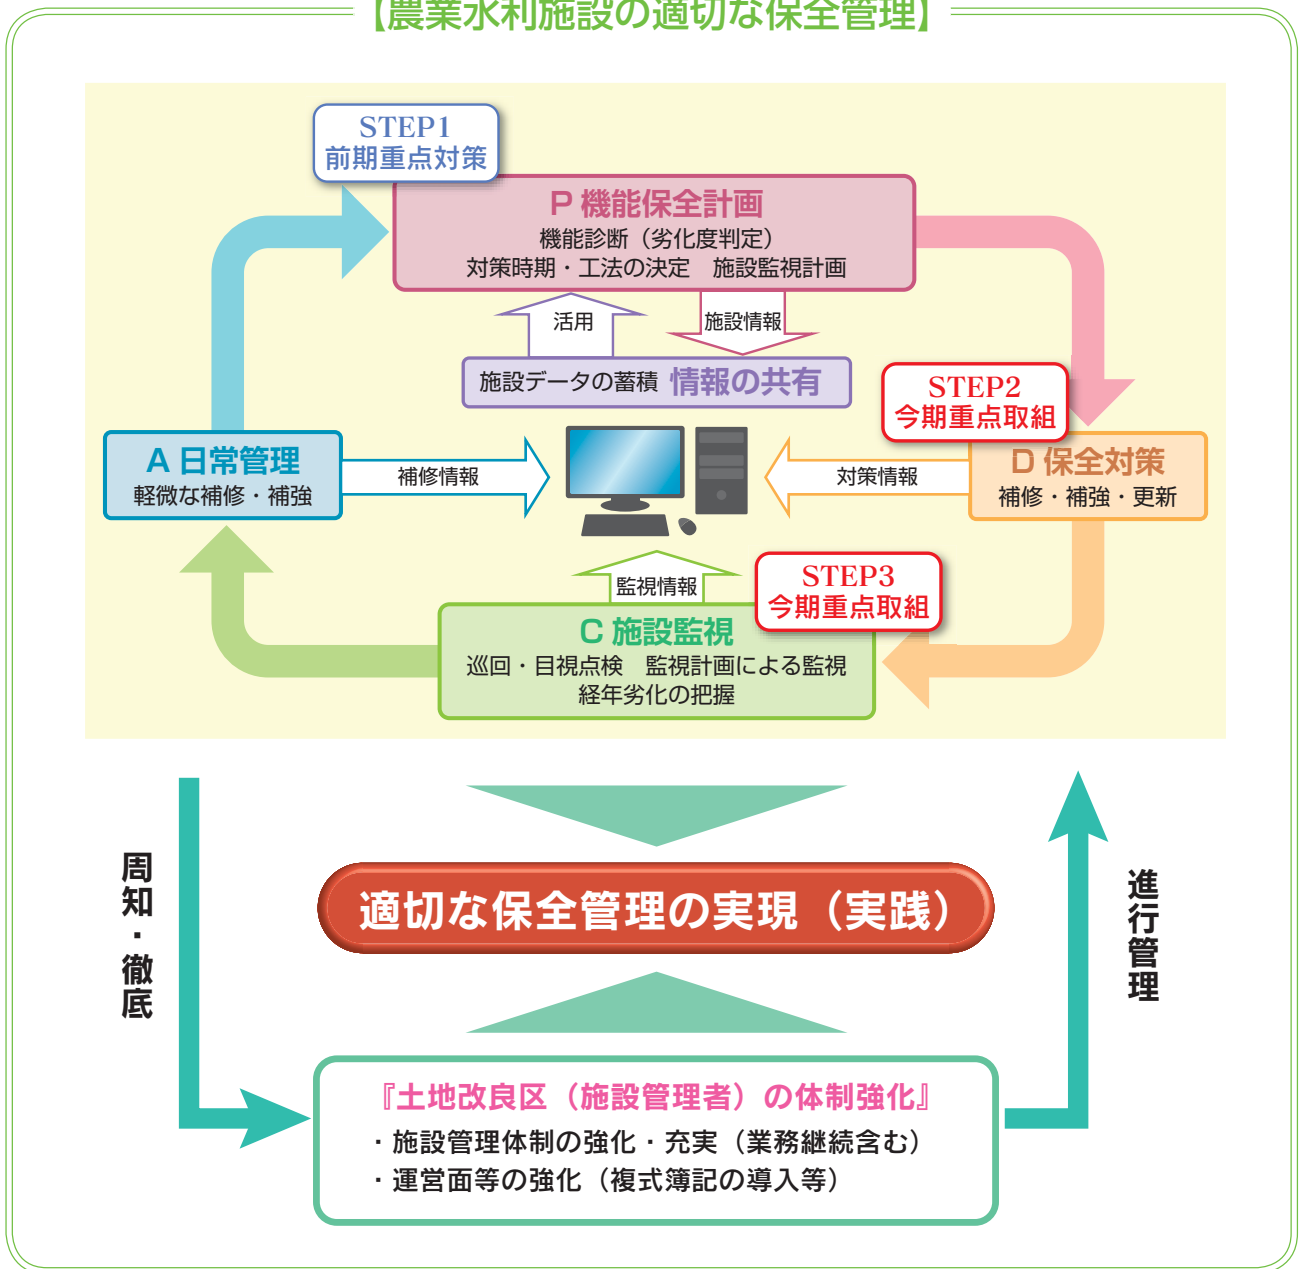 【農業水利施設の適切な保全管理】
STEP1
前期重点対策
P 機能保全計画
機能診断（劣化度判定）
対策時期・工法の決定　施設監視計画
活用
施設情報
施設データの蓄積 情報の共有
STEP2
今期重点取組
A 日常管理
軽微な補修・補強
補修情報
対策情報
D 保全対策
補修・補強・更新
監視情報
STEP3
今期重点取組
C 施設監視
巡回・目視点検　監視計画による監視
経年劣化の把握
周知・徹底
適切な保全管理の実現（実践）
進行管理
『土地改良区（施設管理者）の体制強化』
・施設管理体制の強化・充実（業務継続含む）
・運営面等の強化（複式簿記の導入等）